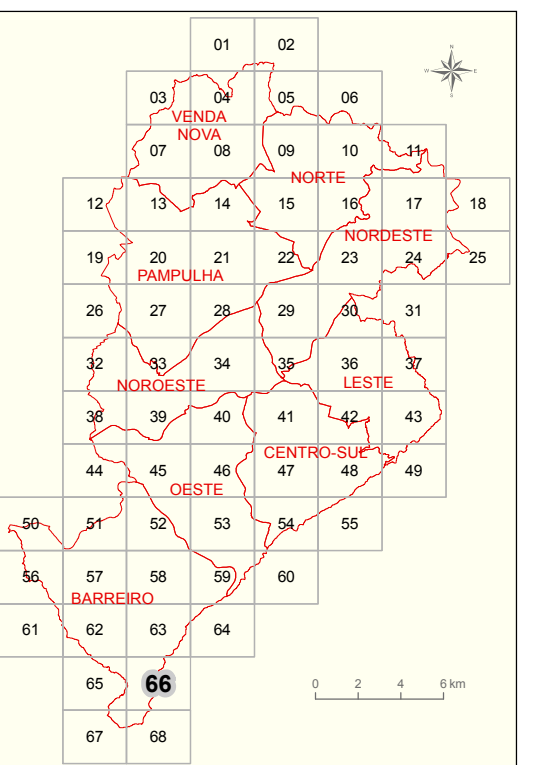 01 02
N
W E
S
03 04 05 06
VENDA
NOVA
07 08 09 10 11
NORTE
12 13 14 15 16 17 18
NORDESTE
19 20 21 22 23 24 25
PAMPULHA
26 27 28 29 30 31
32 33 34 35 36 37
NOROESTE LESTE
38 39 40 41 42 43
CENTRO-SUL
44 45 46 47 48 49
OESTE
50 51 52 53 54 55
56 57 58 59 60
BARREIRO
61 62 63 64
65 66
0 2 4 6 km
67 68